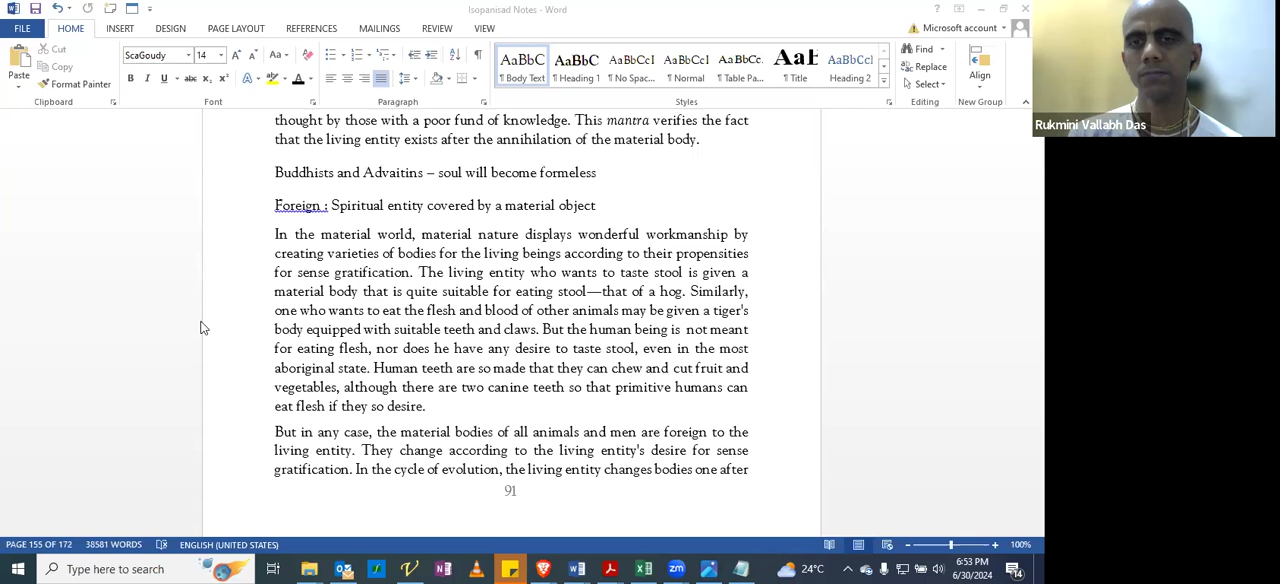 Isopanisad Notes - Word
FILE HOME INSERT DESIGN PAGE LAYOUT REFERENCES MAILINGS REVIEW VIEW Microsoft account
Paste Cut Copy Format Painter
ScaGoudy 14
AaBbC ¶ Body Text AaBbC ¶ Heading 1 AaBbCcI ¶ No Spac... AaBbCcI ¶ Normal AaBbCc. ¶ Table Pa... AaI ¶ Title AaBbCcl Heading 2
Find Replace Select Align
Clipboard Font Paragraph Styles Editing New Group
Rukmini Vallabh Das
thought by those with a poor fund of knowledge. This mantra verifies the fact
that the living entity exists after the annihilation of the material body.
Buddhists and Advaitins – soul will become formeless
Foreign : Spiritual entity covered by a material object
In the material world, material nature displays wonderful workmanship by
creating varieties of bodies for the living beings according to their propensities
for sense gratification. The living entity who wants to taste stool is given a
material body that is quite suitable for eating stool—that of a hog. Similarly,
one who wants to eat the flesh and blood of other animals may be given a tiger's
body equipped with suitable teeth and claws. But the human being is not meant
for eating flesh, nor does he have any desire to taste stool, even in the most
aboriginal state. Human teeth are so made that they can chew and cut fruit and
vegetables, although there are two canine teeth so that primitive humans can
eat flesh if they so desire.
But in any case, the material bodies of all animals and men are foreign to the
living entity. They change according to the living entity's desire for sense
gratification. In the cycle of evolution, the living entity changes bodies one after
91
PAGE 155 OF 172 38581 WORDS ENGLISH (UNITED STATES) 100%
Type here to search 24°C 6:53 PM
6/30/2024 14